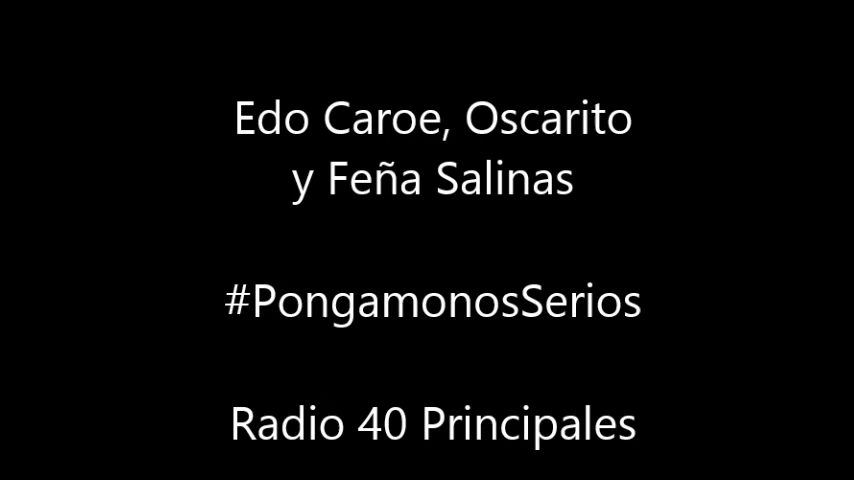 Edo Caroe, Oscarito
y Feña Salinas
#PongamonosSerios
Radio 40 Principales